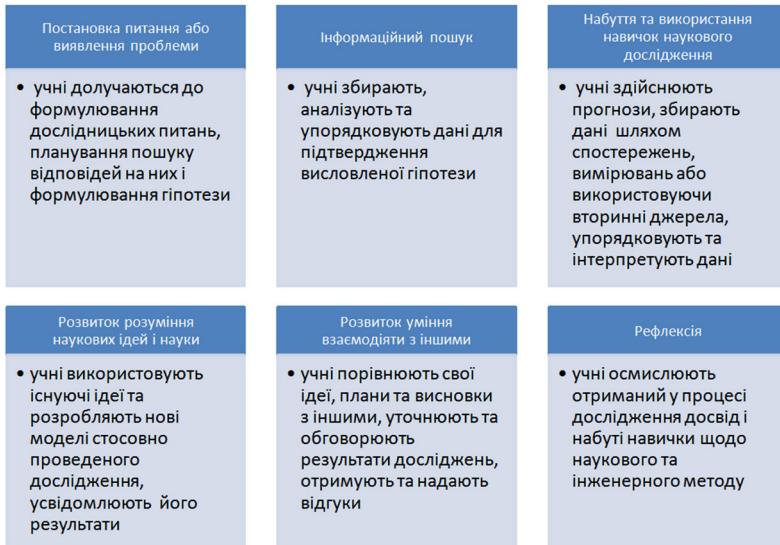 Постановка питання або
виявлення проблеми
• учні долучаються до
формулювання
дослідницьких питань,
планування пошуку
відповідей на них і
формулювання гіпотези
Інформаційний пошук
• учні збирають,
аналізують та
упорядковують дані для
підтвердження
висловленої гіпотези
Набуття та використання
навичок наукового
дослідження
• учні здійснюють
прогнози, збирають
дані шляхом
спостережень,
вимірювань або
використовуючи
вторинні джерела,
упорядковують та
інтерпретують дані
Розвиток розуміння
наукових ідей і науки
• учні використовують
існуючі ідеї та
розробляють нові
моделі стосовно
проведеного
дослідження,
усвідомлюють його
результати
Розвиток уміння
взаємодіяти з іншими
• учні порівнюють свої
ідеї, плани та висновки
з іншими, уточнюють та
обговорюють
результати досліджень,
отримують та надають
відгуки
Рефлексія
• учні осмислюють
отриманий у процесі
дослідження досвід і
набуті навички щодо
наукового та
інженерного методу